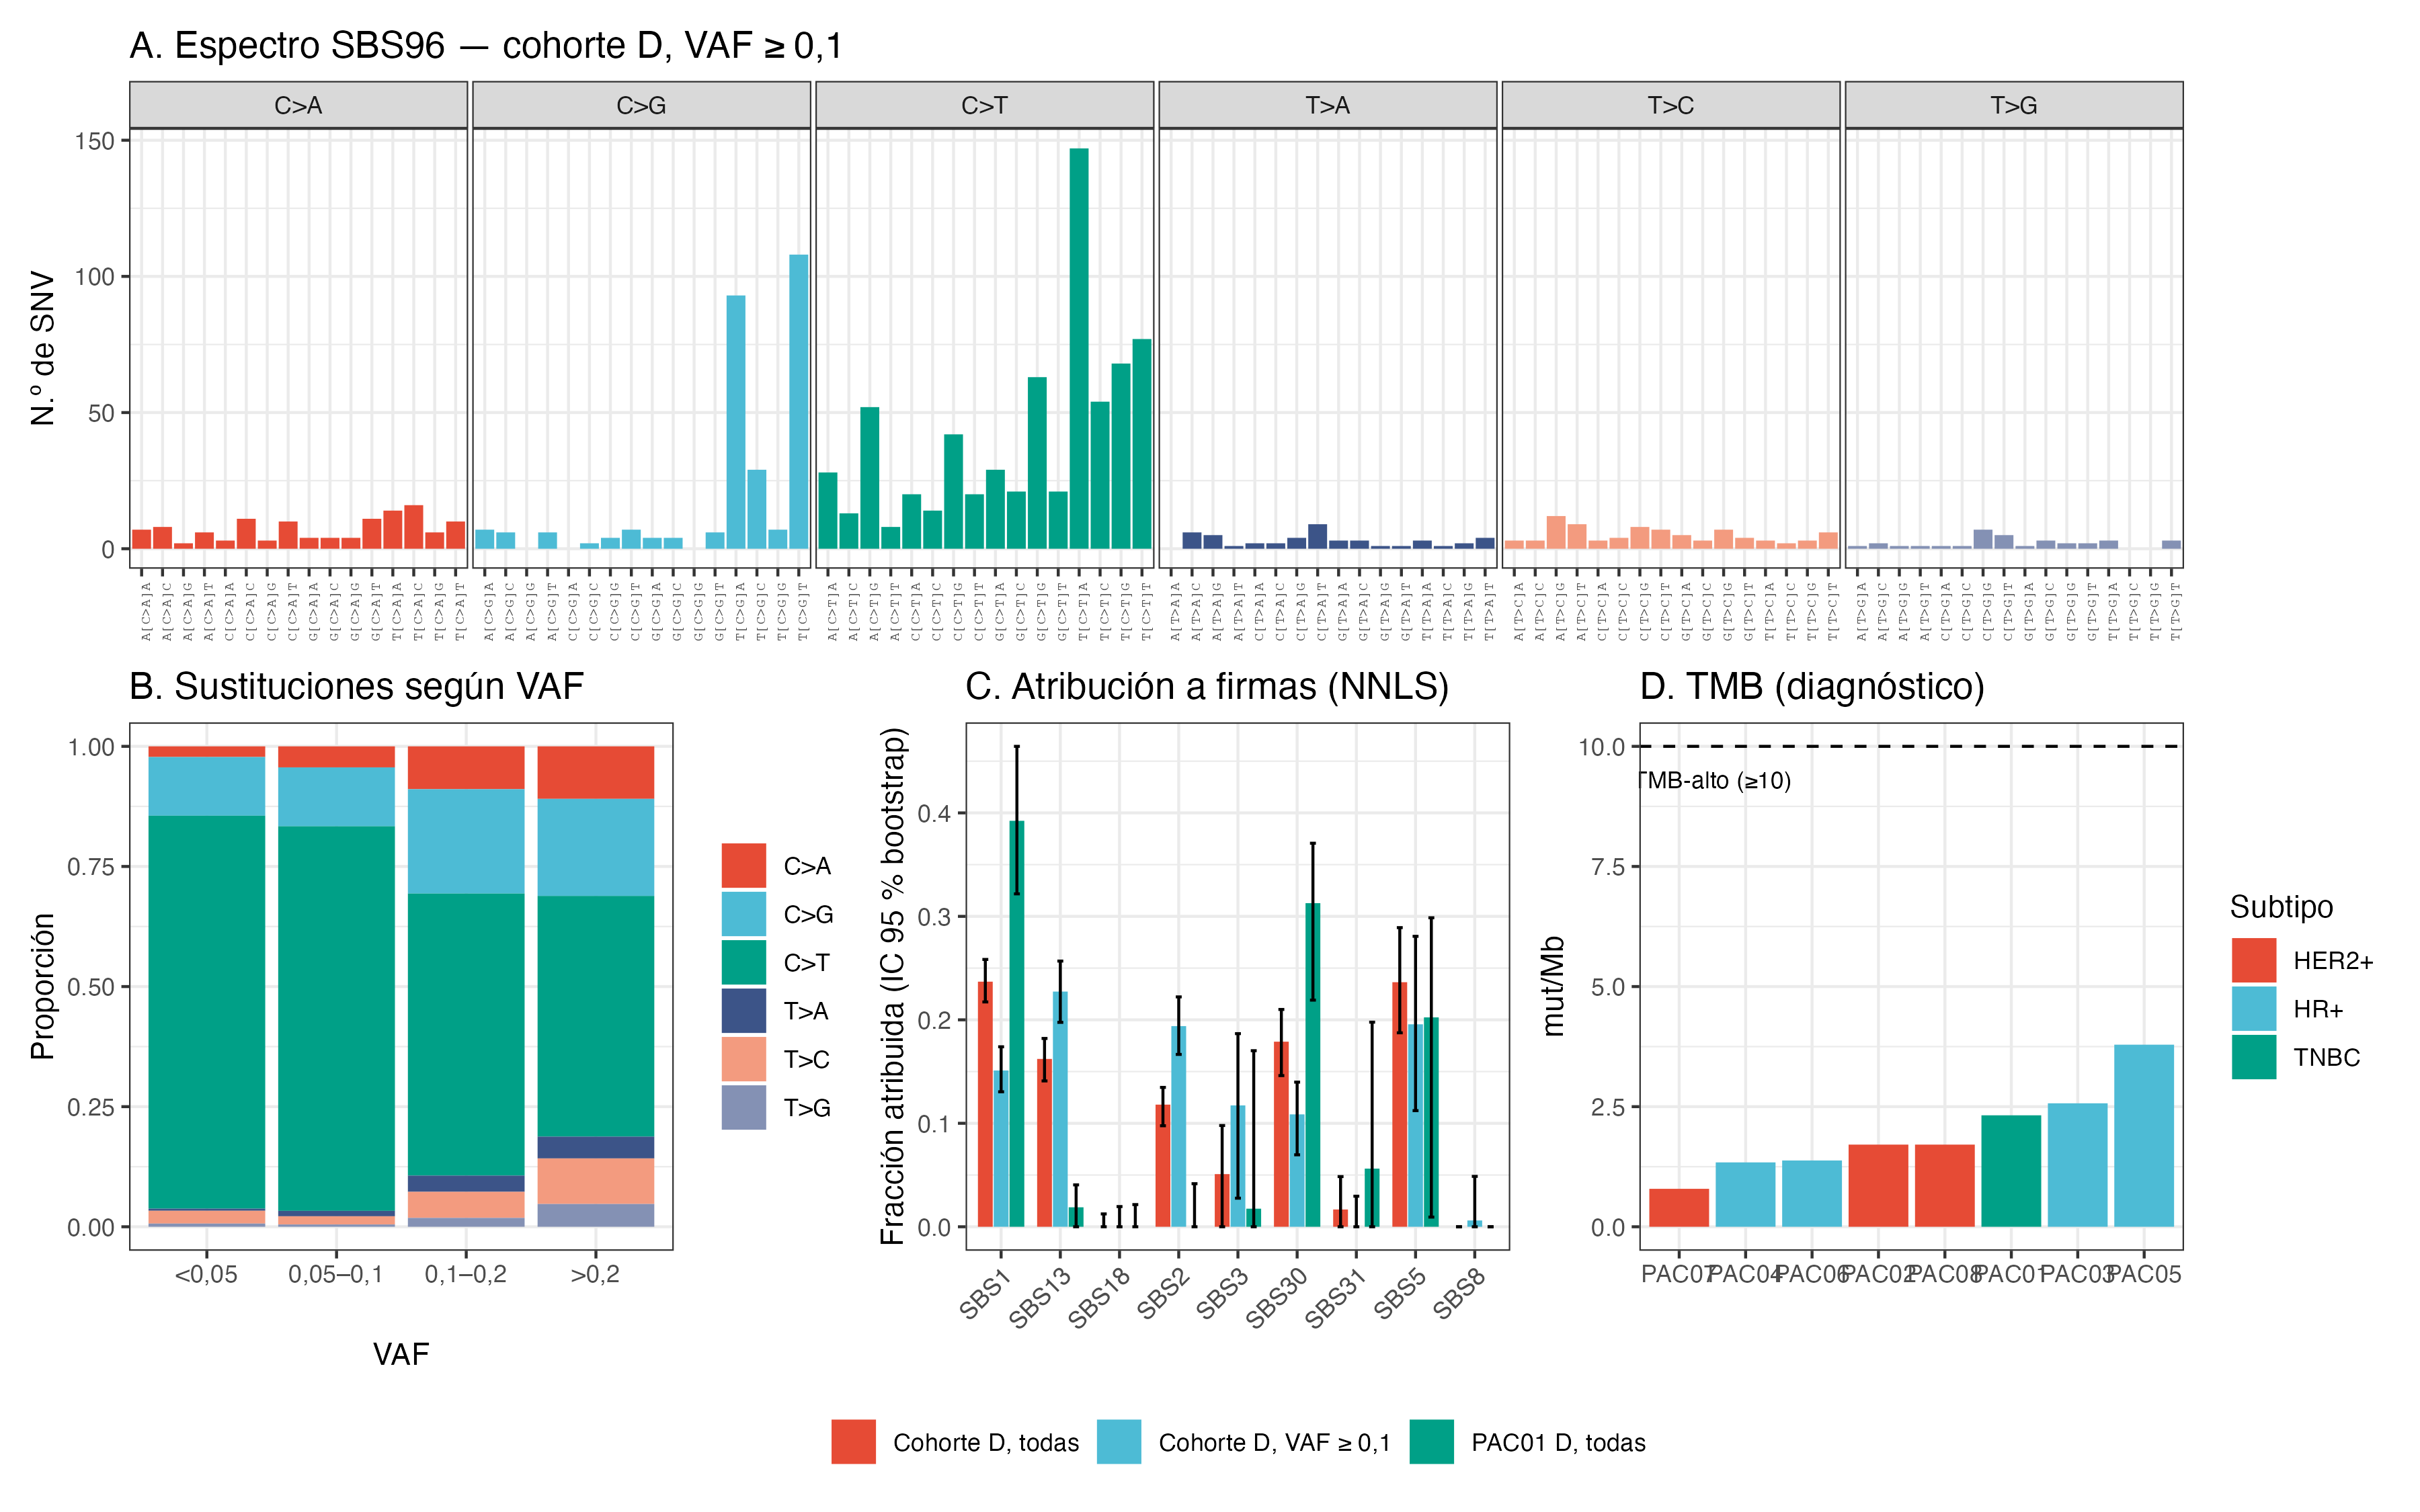 A. Espectro SBS96 — cohorte D, VAF ≥ 0,1
C>A
C>G
C>T
T>A
T>C
T>G
N.º de SNV
150
100
50
0
A[C>A]A A[C>A]C A[C>A]G A[C>A]T C[C>A]A C[C>A]C C[C>A]G C[C>A]T G[C>A]A G[C>A]C G[C>A]G G[C>A]T T[C>A]A T[C>A]C T[C>A]G T[C>A]T
A[C>G]A A[C>G]C A[C>G]G A[C>G]T C[C>G]A C[C>G]C C[C>G]G C[C>G]T G[C>G]A G[C>G]C G[C>G]G G[C>G]T T[C>G]A T[C>G]C T[C>G]G T[C>G]T
A[C>T]A A[C>T]C A[C>T]G A[C>T]T C[C>T]A C[C>T]C C[C>T]G C[C>T]T G[C>T]A G[C>T]C G[C>T]G G[C>T]T T[C>T]A T[C>T]C T[C>T]G T[C>T]T
A[T>A]A A[T>A]C A[T>A]G A[T>A]T C[T>A]A C[T>A]C C[T>A]G C[T>A]T G[T>A]A G[T>A]C G[T>A]G G[T>A]T T[T>A]A T[T>A]C T[T>A]G T[T>A]T
A[T>C]A A[T>C]C A[T>C]G A[T>C]T C[T>C]A C[T>C]C C[T>C]G C[T>C]T G[T>C]A G[T>C]C G[T>C]G G[T>C]T T[T>C]A T[T>C]C T[T>C]G T[T>C]T
A[T>G]A A[T>G]C A[T>G]G A[T>G]T C[T>G]A C[T>G]C C[T>G]G C[T>G]T G[T>G]A G[T>G]C G[T>G]G G[T>G]T T[T>G]A T[T>G]C T[T>G]G T[T>G]T
B. Sustituciones según VAF
Proporción
1.00
0.75
0.50
0.25
0.00
<0,05
0,05–0,1
0,1–0,2
>0,2
VAF
C>A
C>G
C>T
T>A
T>C
T>G
C. Atribución a firmas (NNLS)
Fracción atribuida (IC 95 % bootstrap)
0.4
0.3
0.2
0.1
0.0
SBS1
SBS13
SBS18
SBS2
SBS3
SBS30
SBS31
SBS5
SBS8
D. TMB (diagnóstico)
mut/Mb
10.0
7.5
5.0
2.5
0.0
TMB-alto (≥10)
PAC07
PAC04
PAC06
PAC02
PAC08
PAC01
PAC03
PAC05
Subtipo
HER2+
HR+
TNBC
Cohorte D, todas
Cohorte D, VAF ≥ 0,1
PAC01 D, todas